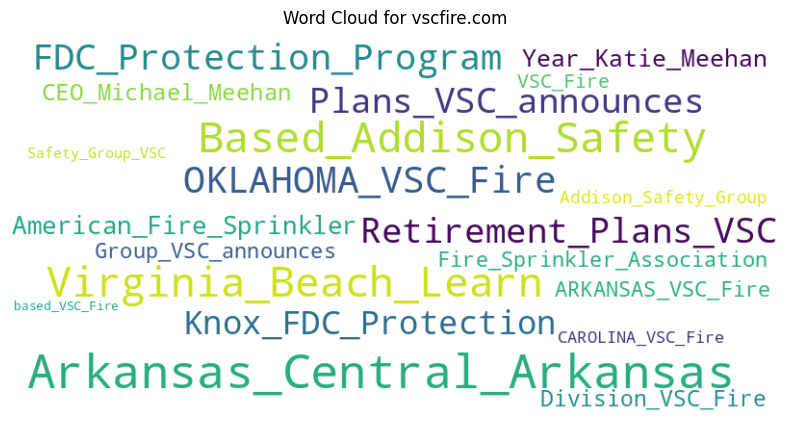 Word Cloud for vscfire.com
FDC_Protection_Program
Year_Katie_Meehan
CEO_Michael_Meehan
VSC_Fire
Plans_VSC_announces
Based_Addison_Safety
Safety_Group_VSC
OKLAHOMA_VSC_Fire
Addison_Safety_Group
American_Fire_Sprinkler
Retirement_Plans_VSC
Group_VSC_announces
Fire_Sprinkler_Association
Virginia_Beach_Learn
ARKANSAS_VSC_Fire
based_VSC_Fire
Knox_FDC_Protection
CAROLINA_VSC_Fire
Arkansas_Central_Arkansas
Division_VSC_Fire